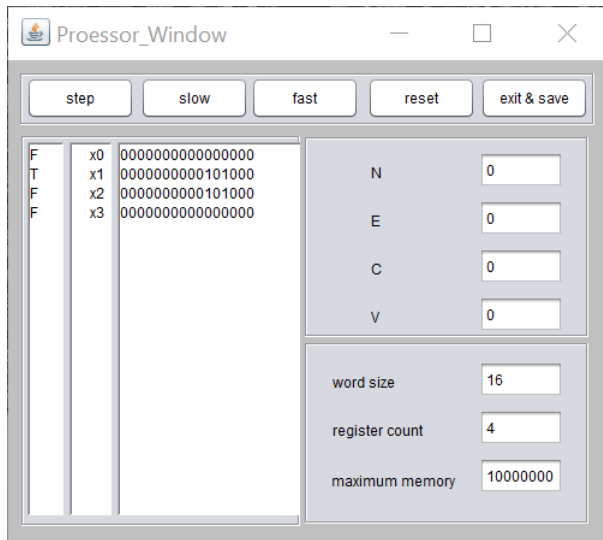 Proessor_Window
step slow fast reset exit & save
F x0 0000000000000000
T x1 0000000000101000
F x2 0000000000101000
F x3 0000000000000000
N 0
E 0
C 0
V 0
word size 16
register count 4
maximum memory 10000000